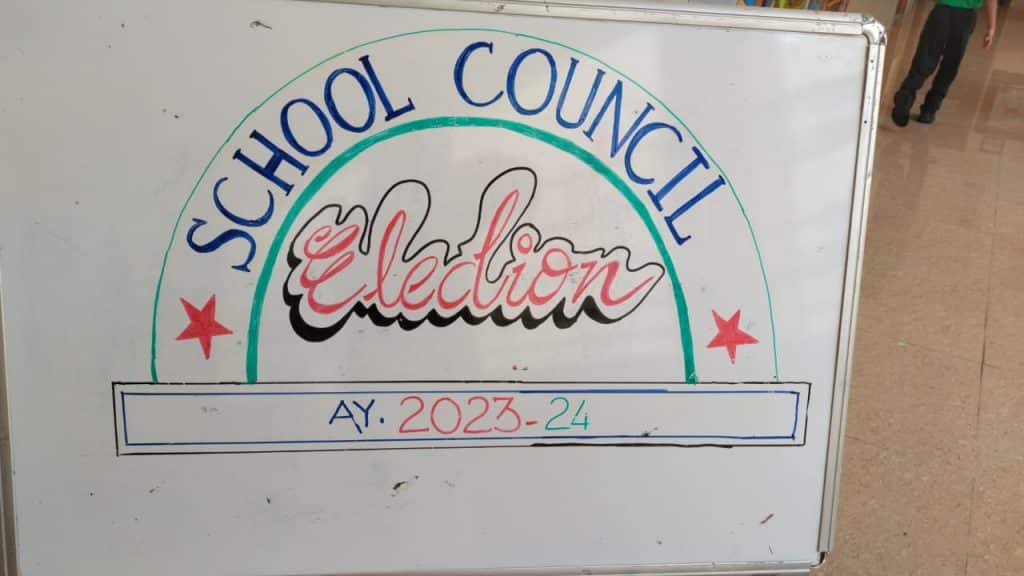 SCHOOL COUNCIL
Election
AY. 2023-24